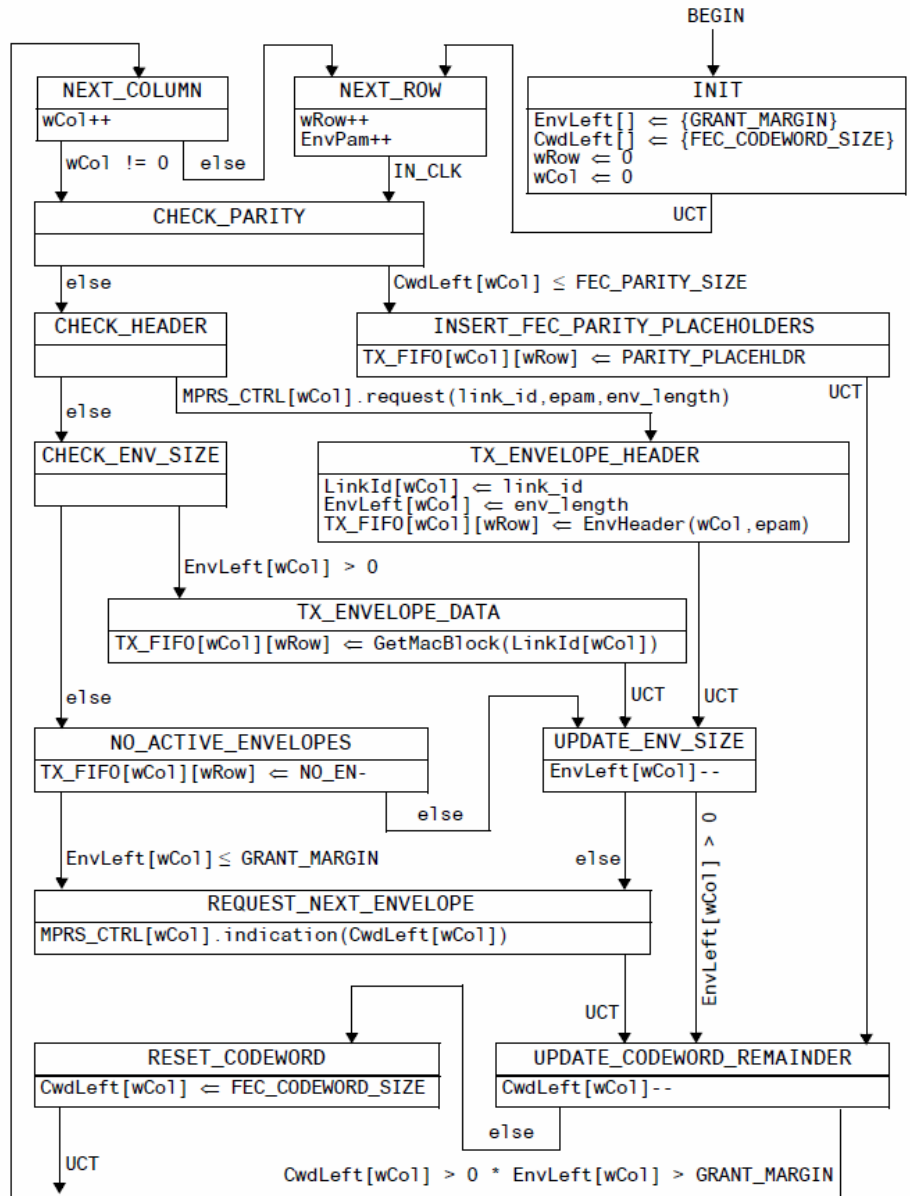 BEGIN
NEXT_COLUMN
wCol++
NEXT_ROW
wRow++
EnvPam++
INIT
EnvLeft[] ⇐ {GRANT_MARGIN}
CwdLeft[] ⇐ {FEC_CODEWORD_SIZE}
wRow ⇐ 0
wCol ⇐ 0
wCol != 0
else
IN_CLK
UCT
CHECK_PARITY
else
CwdLeft[wCol] ≤ FEC_PARITY_SIZE
CHECK_HEADER
INSERT_FEC_PARITY_PLACEHOLDERS
TX_FIFO[wCol][wRow] ⇐ PARITY_PLACEHLDR
MPRS_CTRL[wCol].request(link_id,epam,env_length)
UCT
else
CHECK_ENV_SIZE
TX_ENVELOPE_HEADER
LinkId[wCol] ⇐ link_id
EnvLeft[wCol] ⇐ env_length
TX_FIFO[wCol][wRow] ⇐ EnvHeader(wCol,epam)
EnvLeft[wCol] > 0
TX_ENVELOPE_DATA
TX_FIFO[wCol][wRow] ⇐ GetMacBlock(LinkId[wCol])
else
UCT
UCT
NO_ACTIVE_ENVELOPES
TX_FIFO[wCol][wRow] ⇐ NO_EN-
UPDATE_ENV_SIZE
EnvLeft[wCol]--
else
EnvLeft[wCol] ≤ GRANT_MARGIN
else
EnvLeft[wCol] > 0
REQUEST_NEXT_ENVELOPE
MPRS_CTRL[wCol].indication(CwdLeft[wCol])
UCT
RESET_CODEWORD
CwdLeft[wCol] ⇐ FEC_CODEWORD_SIZE
UPDATE_CODEWORD_REMAINDER
CwdLeft[wCol]--
else
UCT
CwdLeft[wCol] > 0 * EnvLeft[wCol] > GRANT_MARGIN